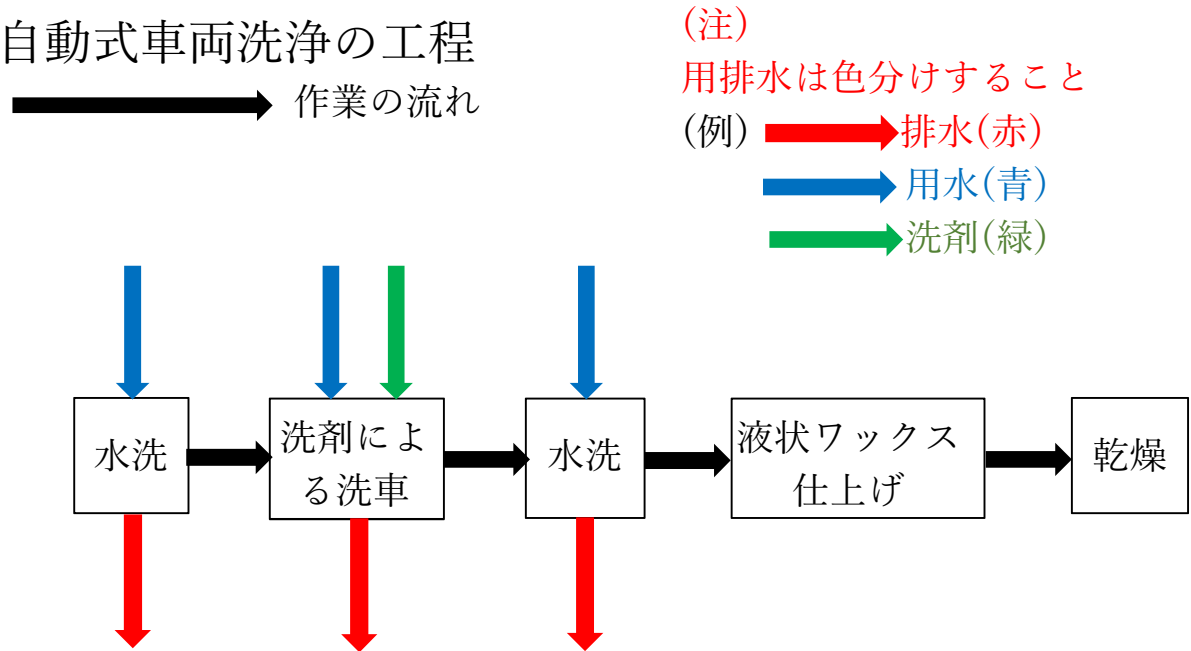 自動式車両洗浄の工程
作業の流れ
(注)
用排水は色分けすること
(例)排水(赤)
用水(青)
洗剤(緑)
水洗
洗剤によ
る洗車
水洗
液状ワックス
仕上げ
乾燥